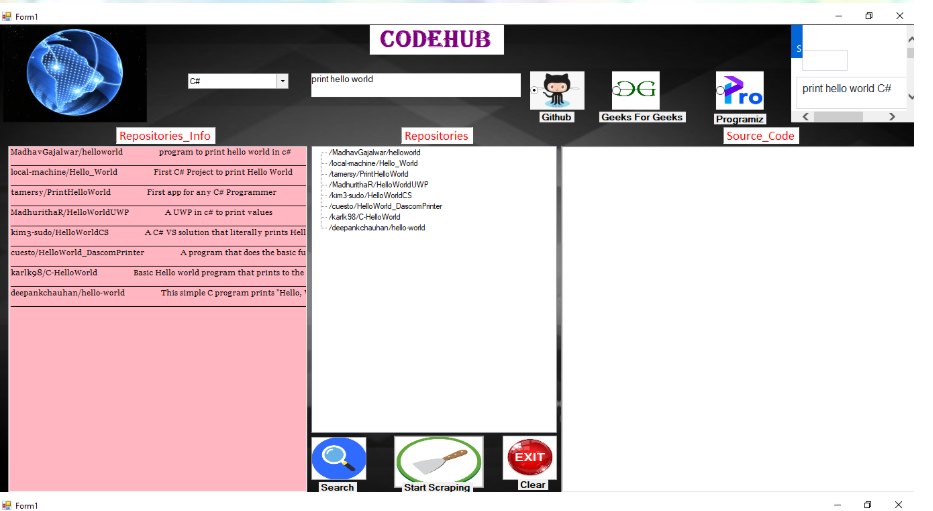 Form1
CODEHUB
C#
print hello world
S
print hello world C#
Pro
EXIT
Github
Geeks For Geeks
Programiz
Repositories_Info
Repositories
Source_Code
MadhavGajalwar/helloworld program to print hello world in c#
local-machine/Hello_World First C# Project to print Hello World
tamersy/PrintHelloWorld First app for any C# Programmer
MadhurithaR/HelloWorldUWP A UWP in c# to print values
kim3-sudo/HelloWorldCS A C# VS solution that literally prints Hell
cuesto/HelloWorld_DascomPrinter A program that does the basic fu
karlk98/C-HelloWorld Basic Hello world program that prints to the
deepankchauhan/hello-world This simple C program prints "Hello,
/MadhavGajalwar/helloworld
/local-machine/Hello_World
/tamersy/PrintHelloWorld
/MadhurithaR/HelloWorldUWP
/kim3-sudo/HelloWorldCS
/cuesto/HelloWorld_DascomPrinter
/karlk98/C-HelloWorld
/deepankchauhan/hello-world
Search
Start Scraping
Clear
Form1